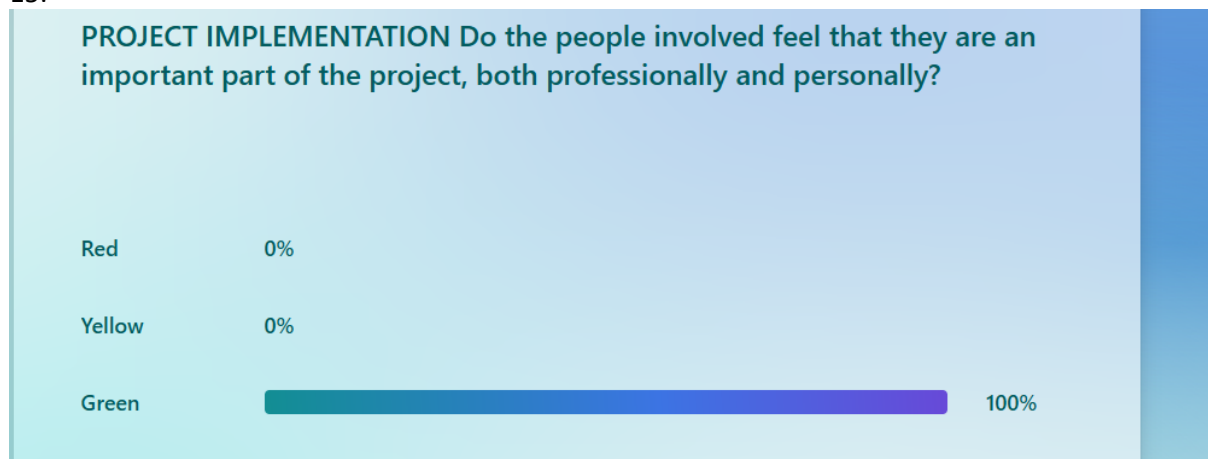 PROJECT IMPLEMENTATION Do the people involved feel that they are an
important part of the project, both professionally and personally?
Red 0%
Yellow 0%
Green 100%